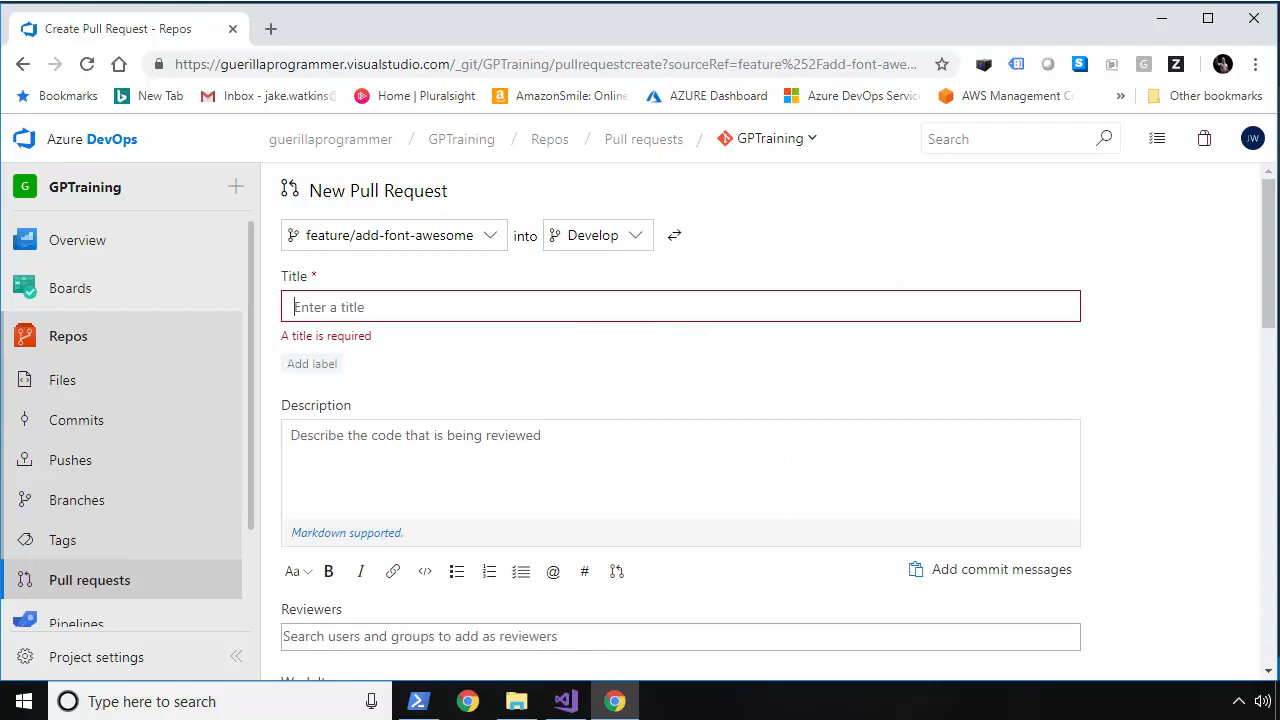 Create Pull Request - Repos
https://guerillaprogrammer.visualstudio.com/_git/GPTraining/pullrequestcreate?sourceRef=feature%252Fadd-font-awe...
Bookmarks
New Tab
Inbox - jake.watkins@
Home | Pluralsight
AmazonSmile: Online
AZURE Dashboard
Azure DevOps Servic
AWS Management C
»
Other bookmarks
Azure DevOps
guerillaprogrammer / GPTraining / Repos / Pull requests / GPTraining
Search
JW
G
GPTraining
Overview
Boards
Repos
Files
Commits
Pushes
Branches
Tags
Pull requests
Pipelines
Project settings
New Pull Request
feature/add-font-awesome into Develop
Title *
Enter a title
A title is required
Add label
Description
Describe the code that is being reviewed
Markdown supported.
Aa B I @ #
Add commit messages
Reviewers
Search users and groups to add as reviewers
Type here to search